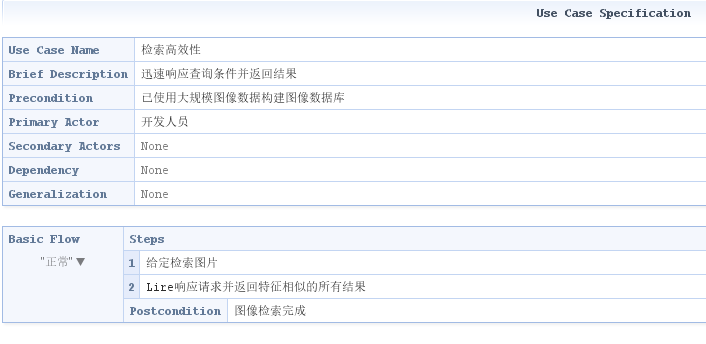 Use Case Specification
Use Case Name 检索高效性
Brief Description 迅速响应查询条件并返回结果
Precondition 已使用大规模图像数据构建图像数据库
Primary Actor 开发人员
Secondary Actors None
Dependency None
Generalization None
Basic Flow Steps
"正常" ▼ 1 给定检索图片
2 Lire响应请求并返回特征相似的所有结果
Postcondition 图像检索完成